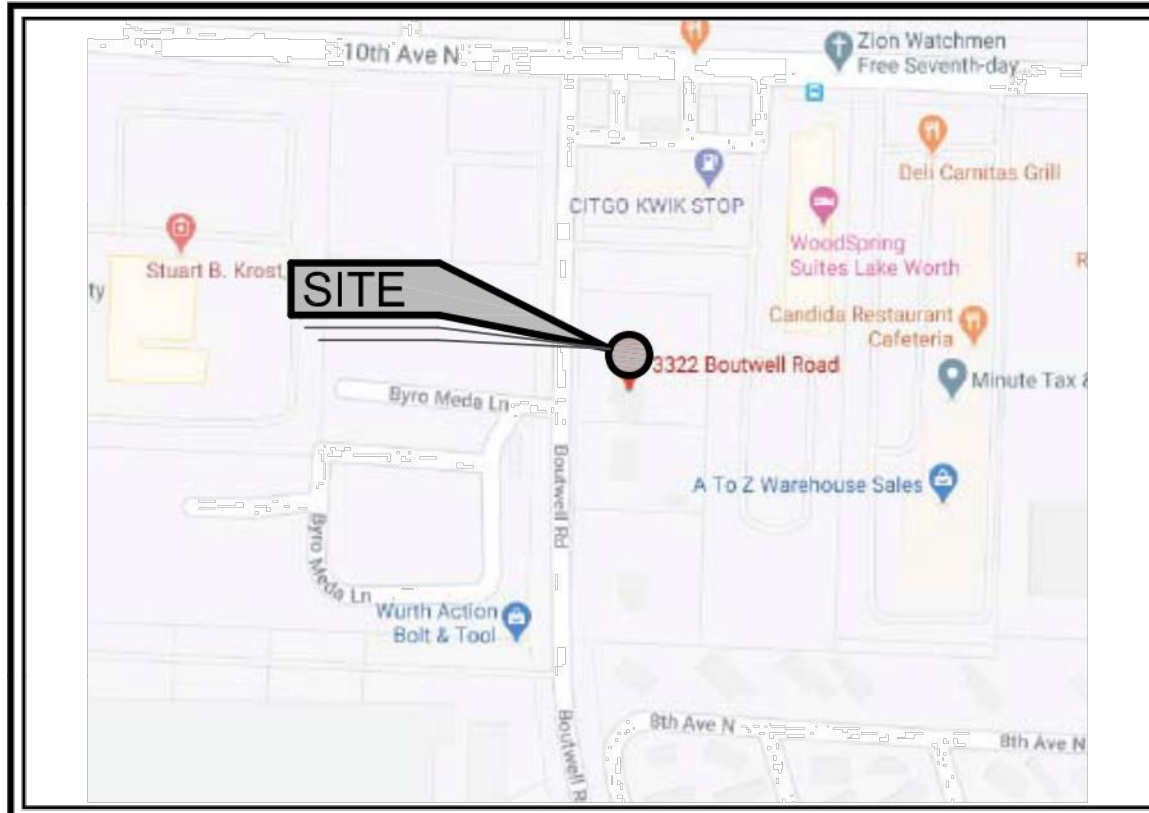 10th Ave N
Zion Watchmen
Free Seventh-day...
Deli Carnitas Grill
CITGO KWIK STOP
WoodSpring
Suites Lake Worth
Stuart B. Krost,
ty
R
SITE
Candida Restaurant
Cafeteria
3322 Boutwell Road
Minute Tax &
Byro Meda Ln
Boutwell Rd
A To Z Warehouse Sales
Byro Meda Ln
Wurth Action
Bolt & Tool
Boutwell R
8th Ave N
8th Ave N